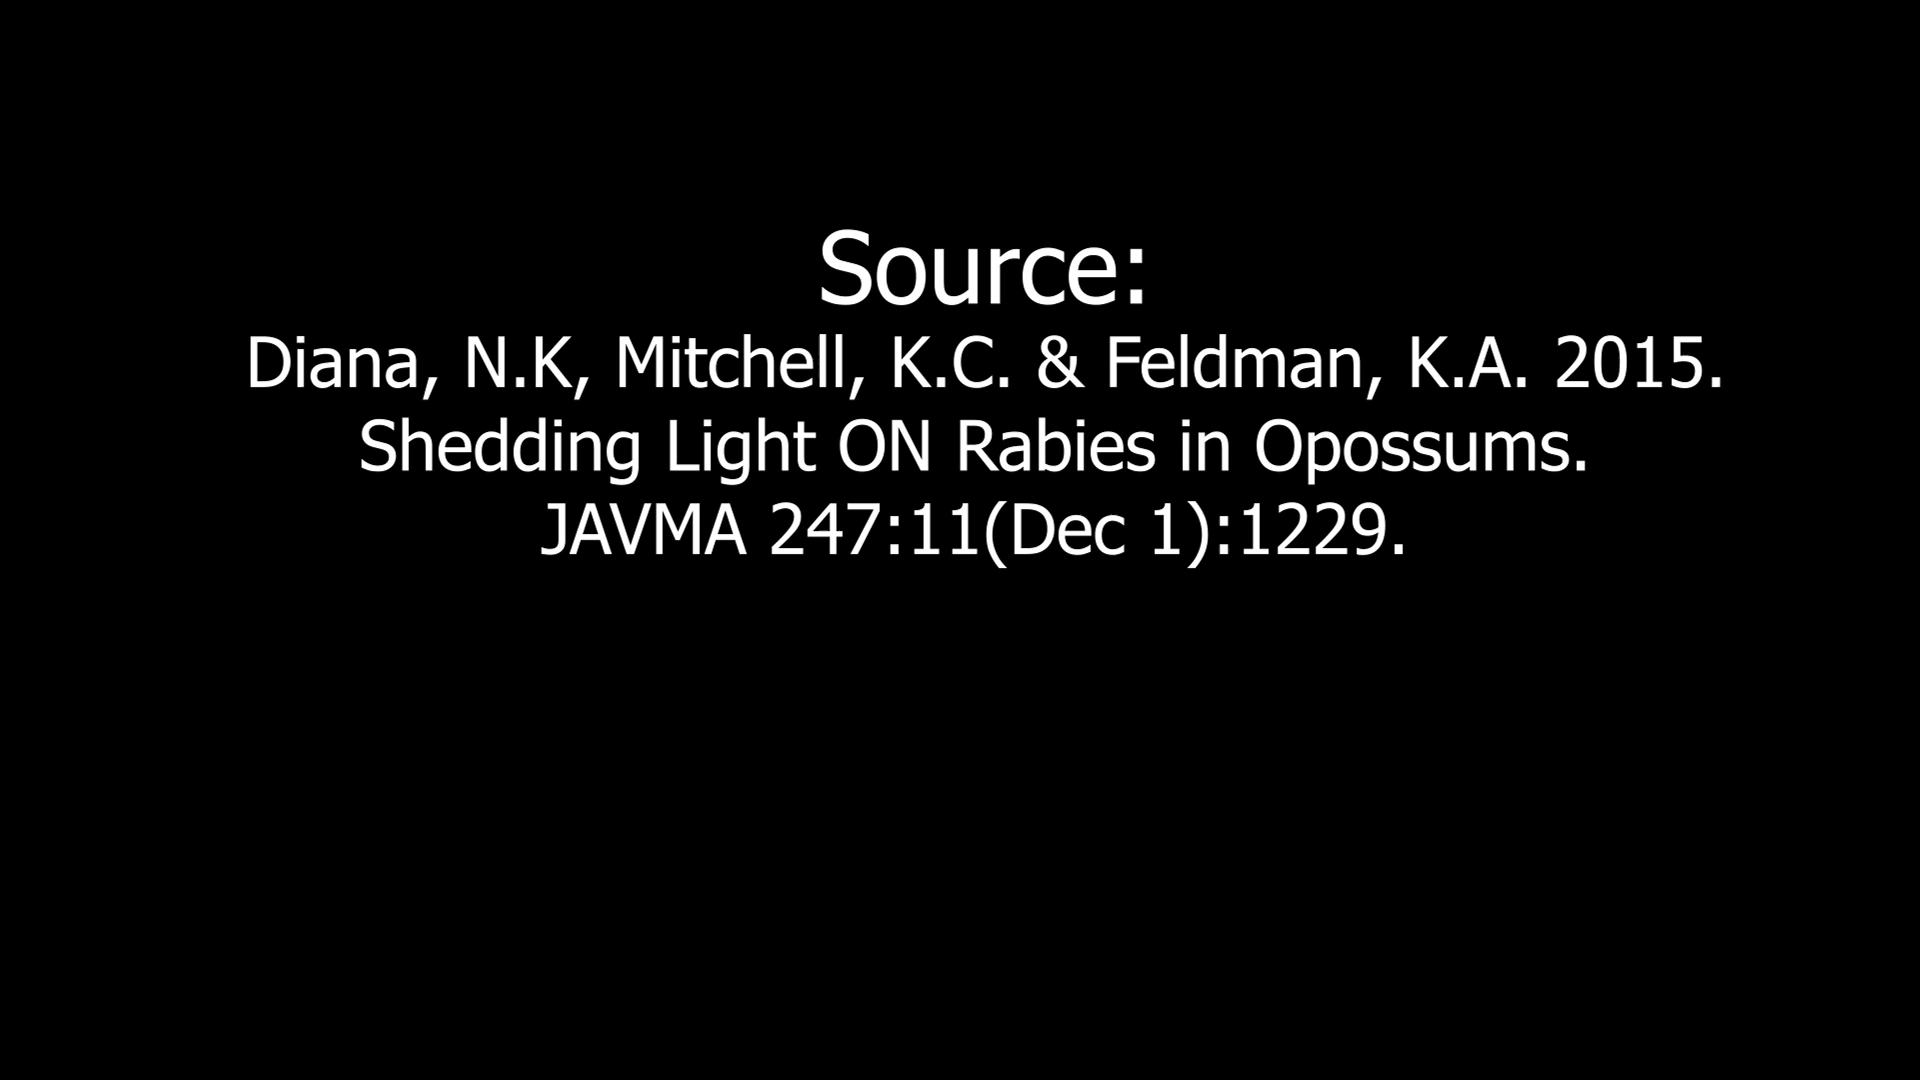 Source:
Diana, N.K, Mitchell, K.C. & Feldman, K.A. 2015.
Shedding Light ON Rabies in Opossums.
JAVMA 247:11(Dec 1):1229.